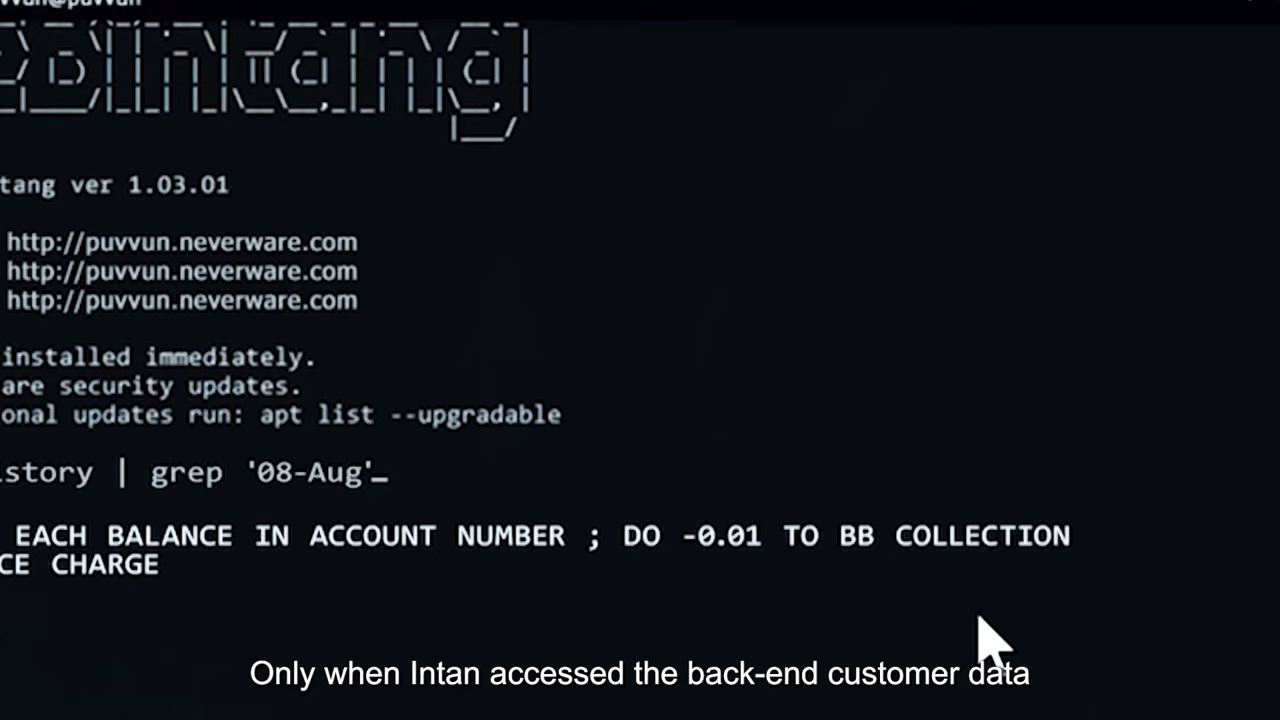 tang ver 1.03.01
http://puvvun.neverware.com
http://puvvun.neverware.com
http://puvvun.neverware.com
installed immediately.
are security updates.
onal updates run: apt list --upgradable
istory | grep '08-Aug'_
EACH BALANCE IN ACCOUNT NUMBER ; DO -0.01 TO BB COLLECTION
CE CHARGE
Only when Intan accessed the back-end customer data